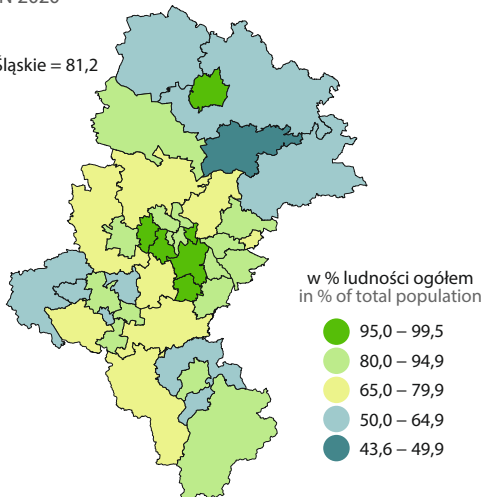 Śląskie = 81,2
w % ludności ogółem
in % of total population
95,0 – 99,5
80,0 – 94,9
65,0 – 79,9
50,0 – 64,9
43,6 – 49,9